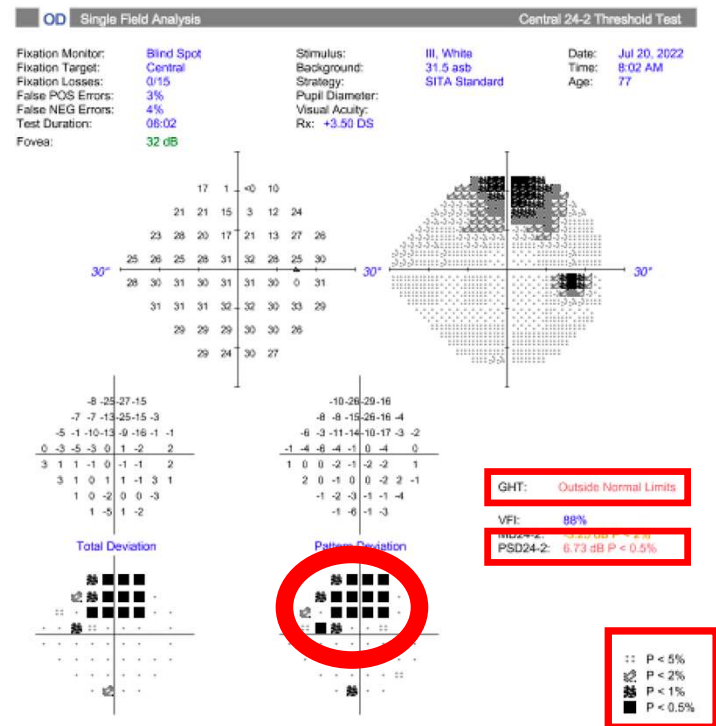 OD Single Field Analysis Central 24-2 Threshold Test
Fixation Monitor: Blind Spot Stimulus: III, White Date: Jul 20, 2022
Fixation Target: Central Background: 31.5 asb Time: 8:02 AM
Fixation Losses: 0/15 Strategy: SITA Standard Age: 77
False POS Errors: 3% Pupil Diameter:
False NEG Errors: 4% Visual Acuity:
Test Duration: 06:02 Rx: +3.50 DS
Fovea: 32 dB
17 1 <0 10
21 21 15 3 12 24
23 28 20 17 21 13 27 26
25 26 25 28 31 32 28 25 30
30° 30° 30°
28 30 31 30 31 30 31 30 0 31
31 31 31 32 32 30 33 29
29 29 29 30 30 26
29 24 30 27
-8 -25 -27 -15 -10 -26 -29 -16
-7 -7 -13 -25 -15 -3 -8 -8 -15 -26 -16 -4
-5 -1 -10 -13 -9 -16 -1 -1 -6 -3 -11 -14 -10 -17 -3 -2
0 -3 -5 -3 0 1 -2 2 -1 -4 -6 -4 -1 0 -4 0
3 1 1 -1 0 -1 -1 2 1 0 0 -2 -1 -2 -2 1
3 1 0 1 1 -1 3 1 2 0 -1 0 0 -2 2 -1
1 0 -2 0 0 -3 -1 -2 -3 -1 -1 -4
1 -5 1 -2 -1 -6 -1 -3
GHT: Outside Normal Limits
VFI: 88%
MD24-2: P < 2%
PSD24-2: 6.73 dB P < 0.5%
Total Deviation Pattern Deviation
P < 5%
P < 2%
P < 1%
P < 0.5%